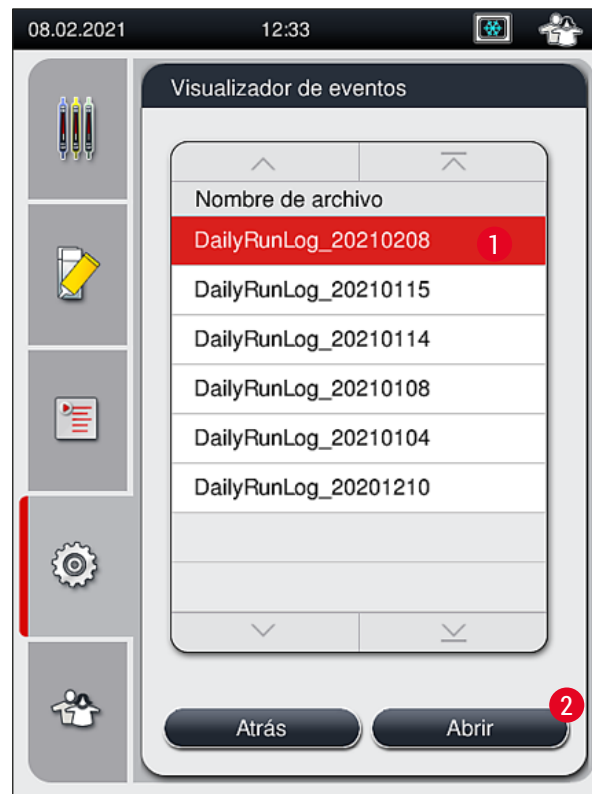 08.02.2021 12:33
Visualizador de eventos
Nombre de archivo
DailyRunLog_20210208 1
DailyRunLog_20210115
DailyRunLog_20210114
DailyRunLog_20210108
DailyRunLog_20210104
DailyRunLog_20201210
2
Atrás Abrir